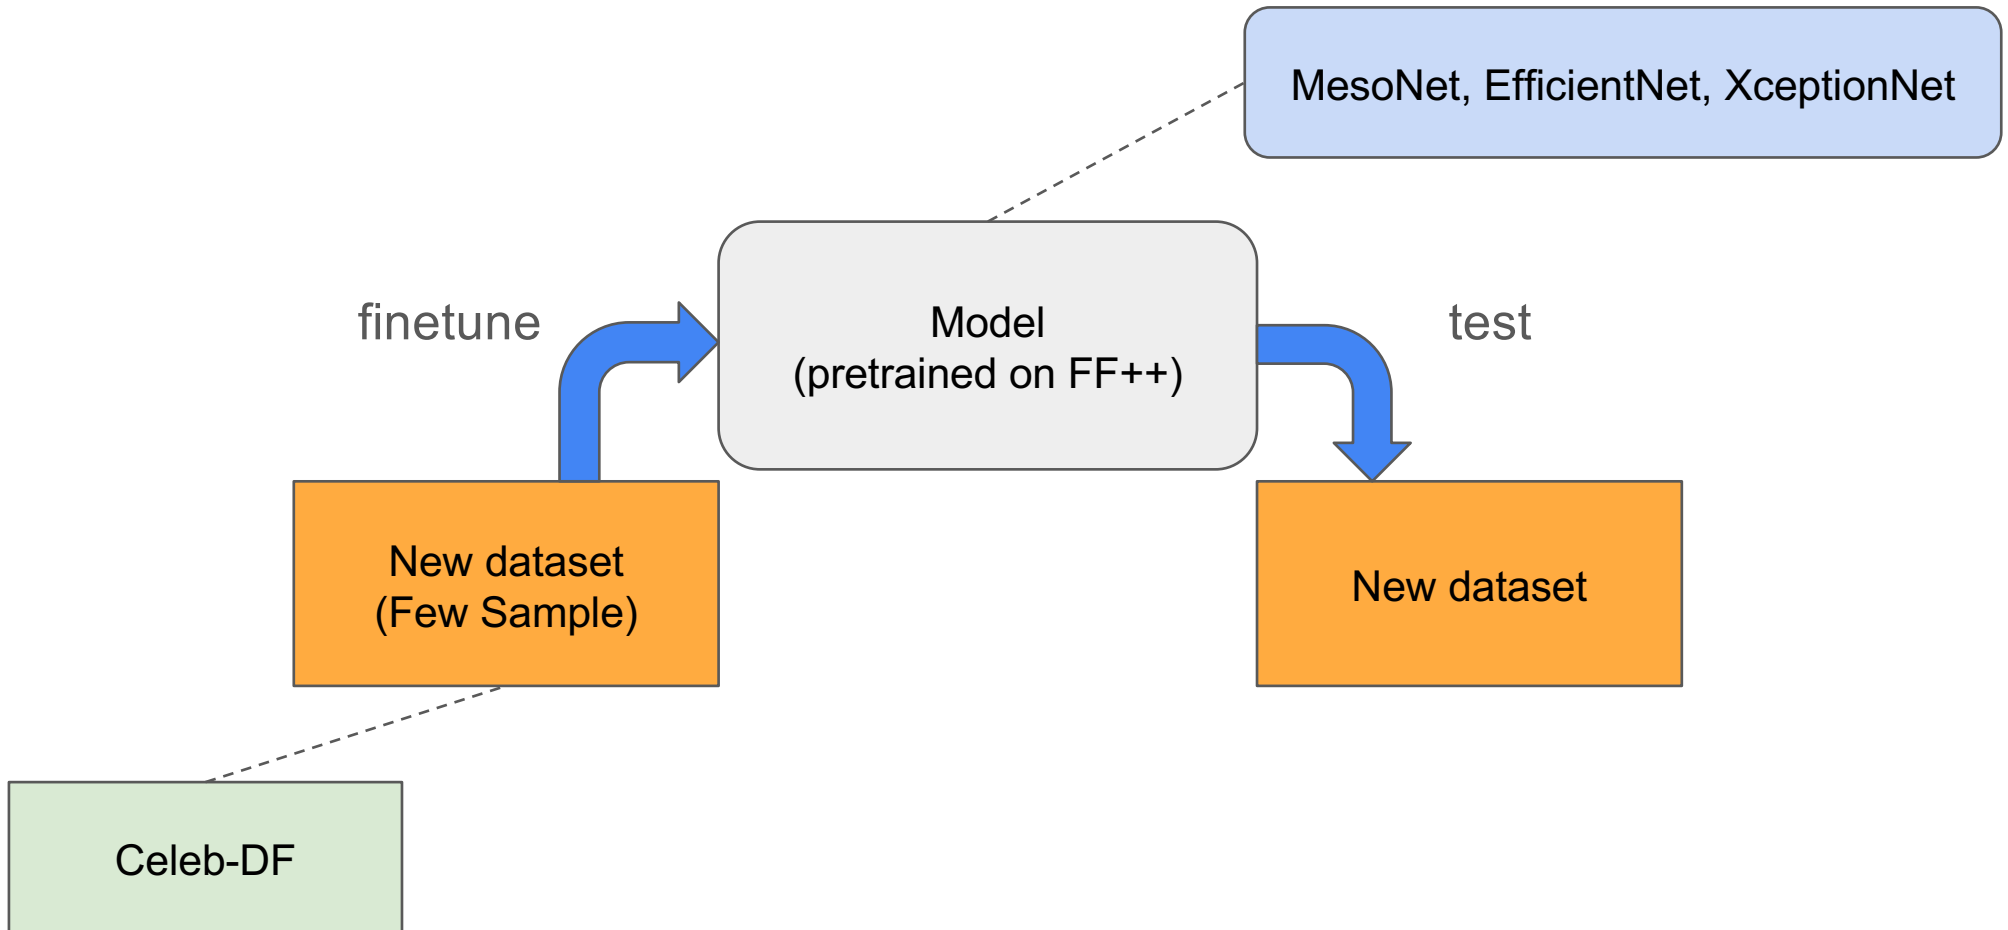 MesoNet, EfficientNet, XceptionNet
finetune
Model
(pretrained on FF++)
test
New dataset
(Few Sample)
New dataset
Celeb-DF